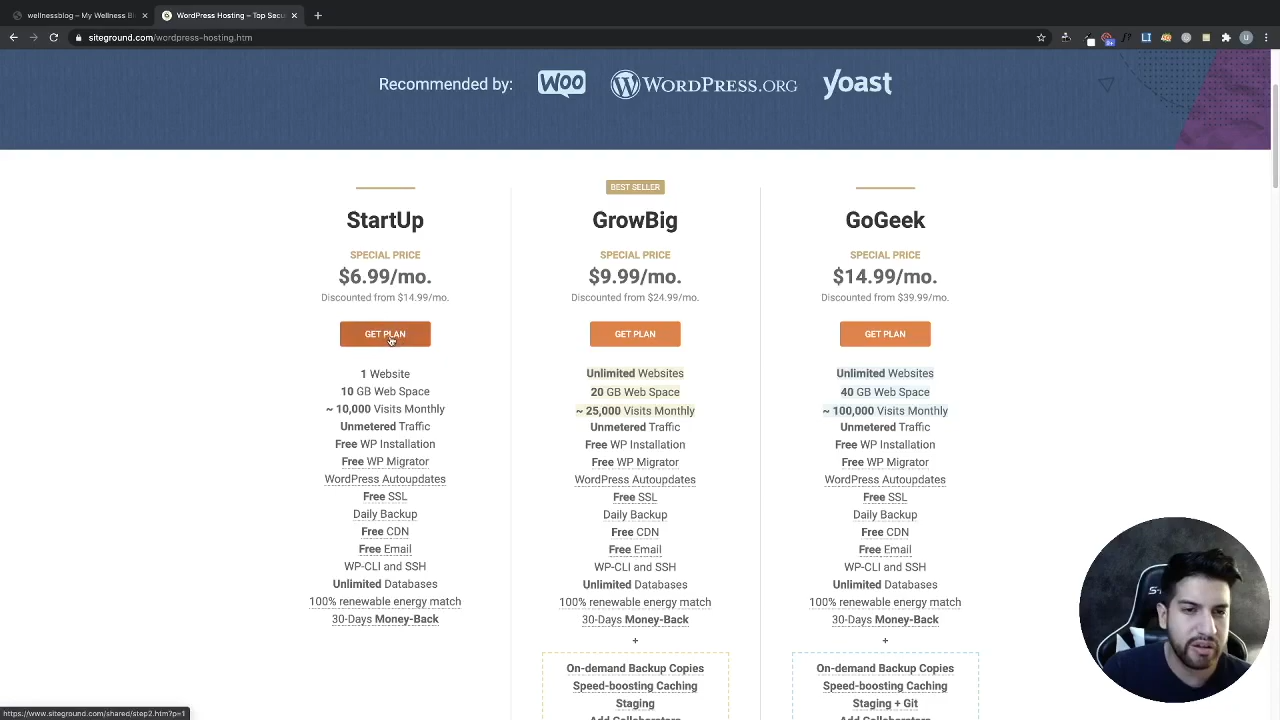 wellnessblog – My Wellness Bl
WordPress Hosting – Top Secu
siteground.com/wordpress-hosting.htm
Recommended by:
WOO
WORDPRESS.ORG
yoast
StartUp
SPECIAL PRICE
$6.99/mo.
Discounted from $14.99/mo.
GET PLAN
1 Website
10 GB Web Space
~ 10,000 Visits Monthly
Unmetered Traffic
Free WP Installation
Free WP Migrator
WordPress Autoupdates
Free SSL
Daily Backup
Free CDN
Free Email
WP-CLI and SSH
Unlimited Databases
100% renewable energy match
30-Days Money-Back
BEST SELLER
GrowBig
SPECIAL PRICE
$9.99/mo.
Discounted from $24.99/mo.
GET PLAN
Unlimited Websites
20 GB Web Space
~ 25,000 Visits Monthly
Unmetered Traffic
Free WP Installation
Free WP Migrator
WordPress Autoupdates
Free SSL
Daily Backup
Free CDN
Free Email
WP-CLI and SSH
Unlimited Databases
100% renewable energy match
30-Days Money-Back
+
On-demand Backup Copies
Speed-boosting Caching
Staging
Add Collaborators
GoGeek
SPECIAL PRICE
$14.99/mo.
Discounted from $39.99/mo.
GET PLAN
Unlimited Websites
40 GB Web Space
~ 100,000 Visits Monthly
Unmetered Traffic
Free WP Installation
Free WP Migrator
WordPress Autoupdates
Free SSL
Daily Backup
Free CDN
Free Email
WP-CLI and SSH
Unlimited Databases
100% renewable energy match
30-Days Money-Back
+
On-demand Backup Copies
Speed-boosting Caching
Staging + Git
Add Collaborators
https://www.siteground.com/shared/step2.htm?p=1